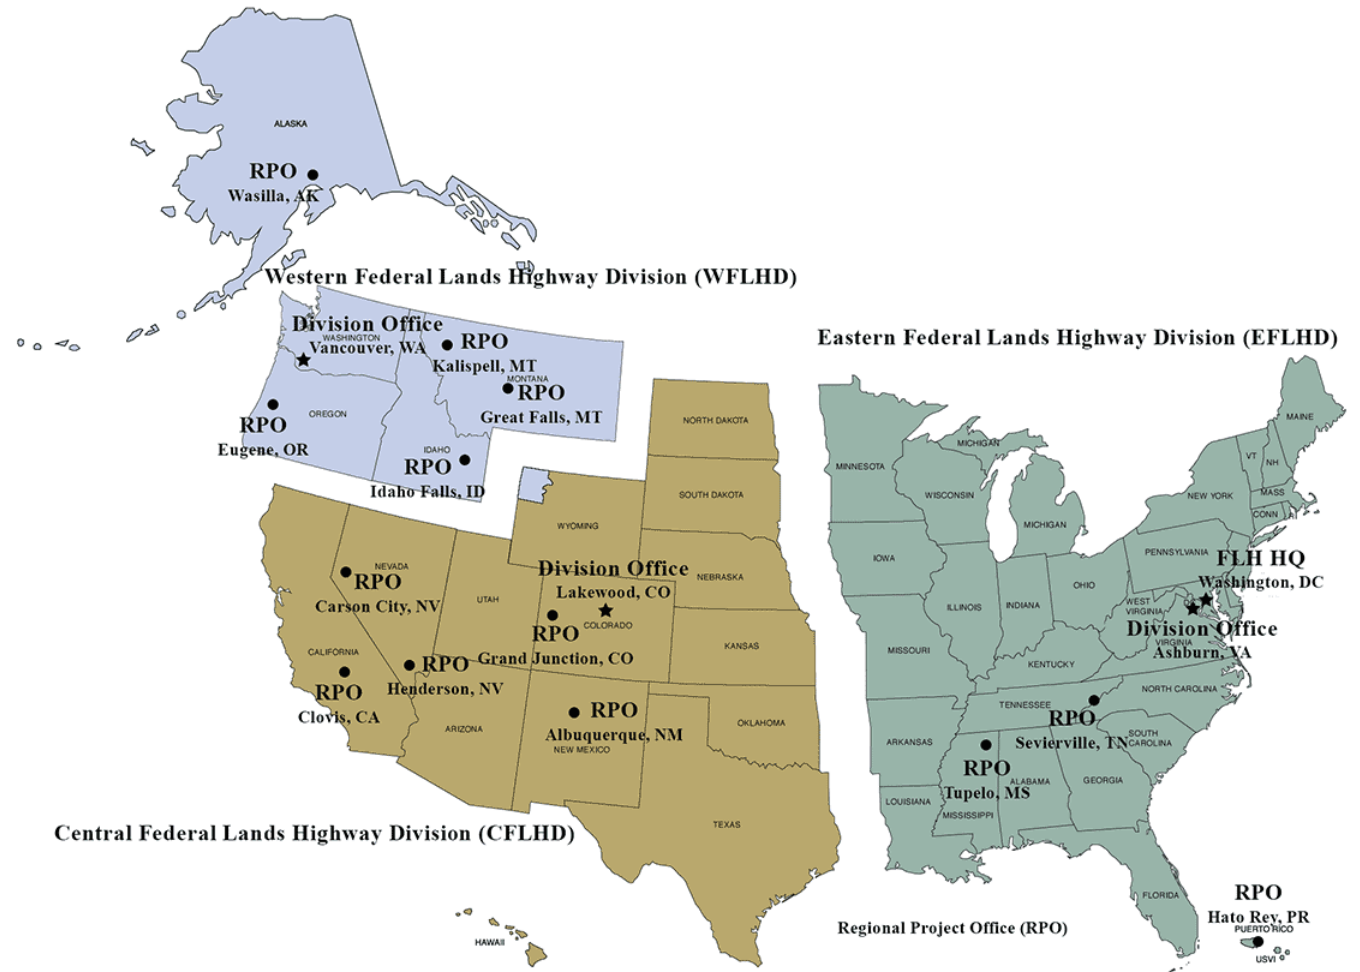 ALASKA
RPO
Wasilla, AK
Western Federal Lands Highway Division (WFLHD)
Division Office
WASHINGTON
Vancouver, WA
RPO
Kalispell, MT
MONTANA
RPO
Great Falls, MT
OREGON
RPO
Eugene, OR
IDAHO
RPO
Idaho Falls, ID
NORTH DAKOTA
SOUTH DAKOTA
WYOMING
NEBRASKA
Division Office
Lakewood, CO
COLORADO
RPO
Grand Junction, CO
NEVADA
RPO
Carson City, NV
UTAH
KANSAS
CALIFORNIA
RPO
Clovis, CA
RPO
Henderson, NV
ARIZONA
RPO
Albuquerque, NM
NEW MEXICO
OKLAHOMA
TEXAS
Central Federal Lands Highway Division (CFLHD)
HAWAII
Eastern Federal Lands Highway Division (EFLHD)
MAINE
MINNESOTA
MICHIGAN
WISCONSIN
MICHIGAN
VT
NH
NEW YORK
MASS
CONN
RI
IOWA
PENNSYLVANIA
FLH HQ
Washington, DC
ILLINOIS
INDIANA
OHIO
WEST
VIRGINIA
Division Office
VIRGINIA
Ashburn, VA
MISSOURI
KENTUCKY
NORTH CAROLINA
TENNESSEE
RPO
Sevierville, TN
SOUTH
CAROLINA
ARKANSAS
RPO
Tupelo, MS
ALABAMA
GEORGIA
LOUISIANA
MISSISSIPPI
FLORIDA
RPO
Hato Rey, PR
PUERTO RICO
USVI
Regional Project Office (RPO)